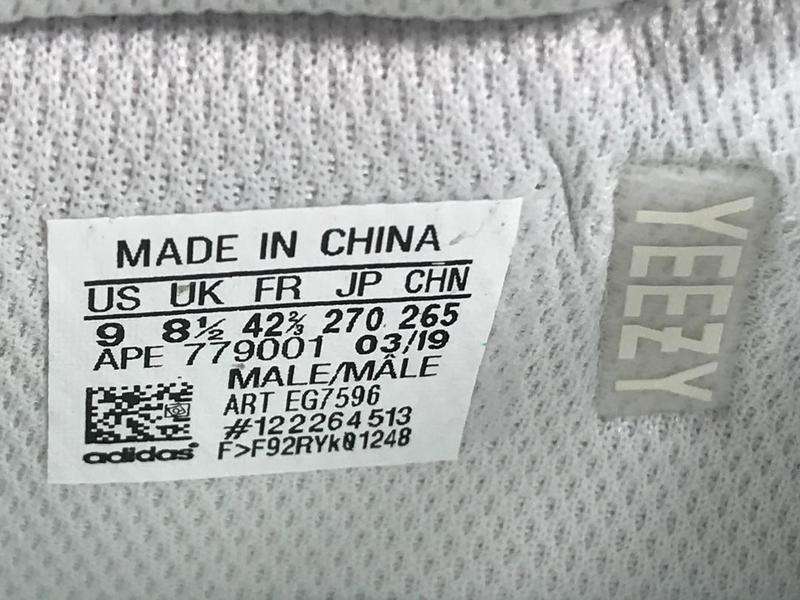 MADE IN CHINA
US UK FR JP CHN
9 8½ 42⅔ 270 265
APE 779001 03/19
MALE/MÂLE
ART EG7596
#122264513
F>F92RYkQ1248
adidas
YEEZY